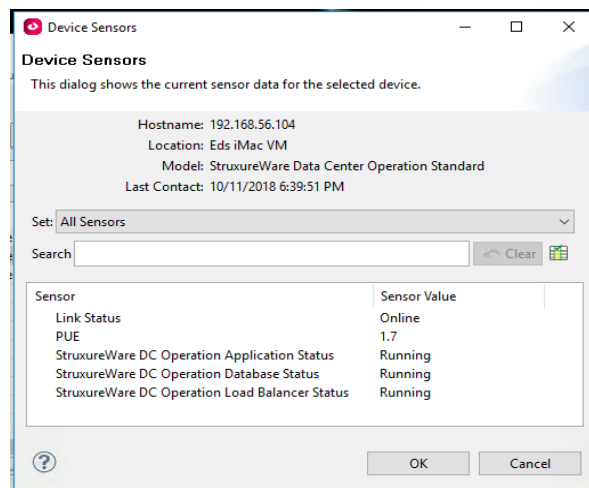 Device Sensors
Device Sensors
This dialog shows the current sensor data for the selected device.
Hostname: 192.168.56.104
Location: Eds iMac VM
Model: StruxureWare Data Center Operation Standard
Last Contact: 10/11/2018 6:39:51 PM
Set: All Sensors
Search Clear
Sensor Sensor Value
Link Status Online
PUE 1.7
StruxureWare DC Operation Application Status Running
StruxureWare DC Operation Database Status Running
StruxureWare DC Operation Load Balancer Status Running
? OK Cancel